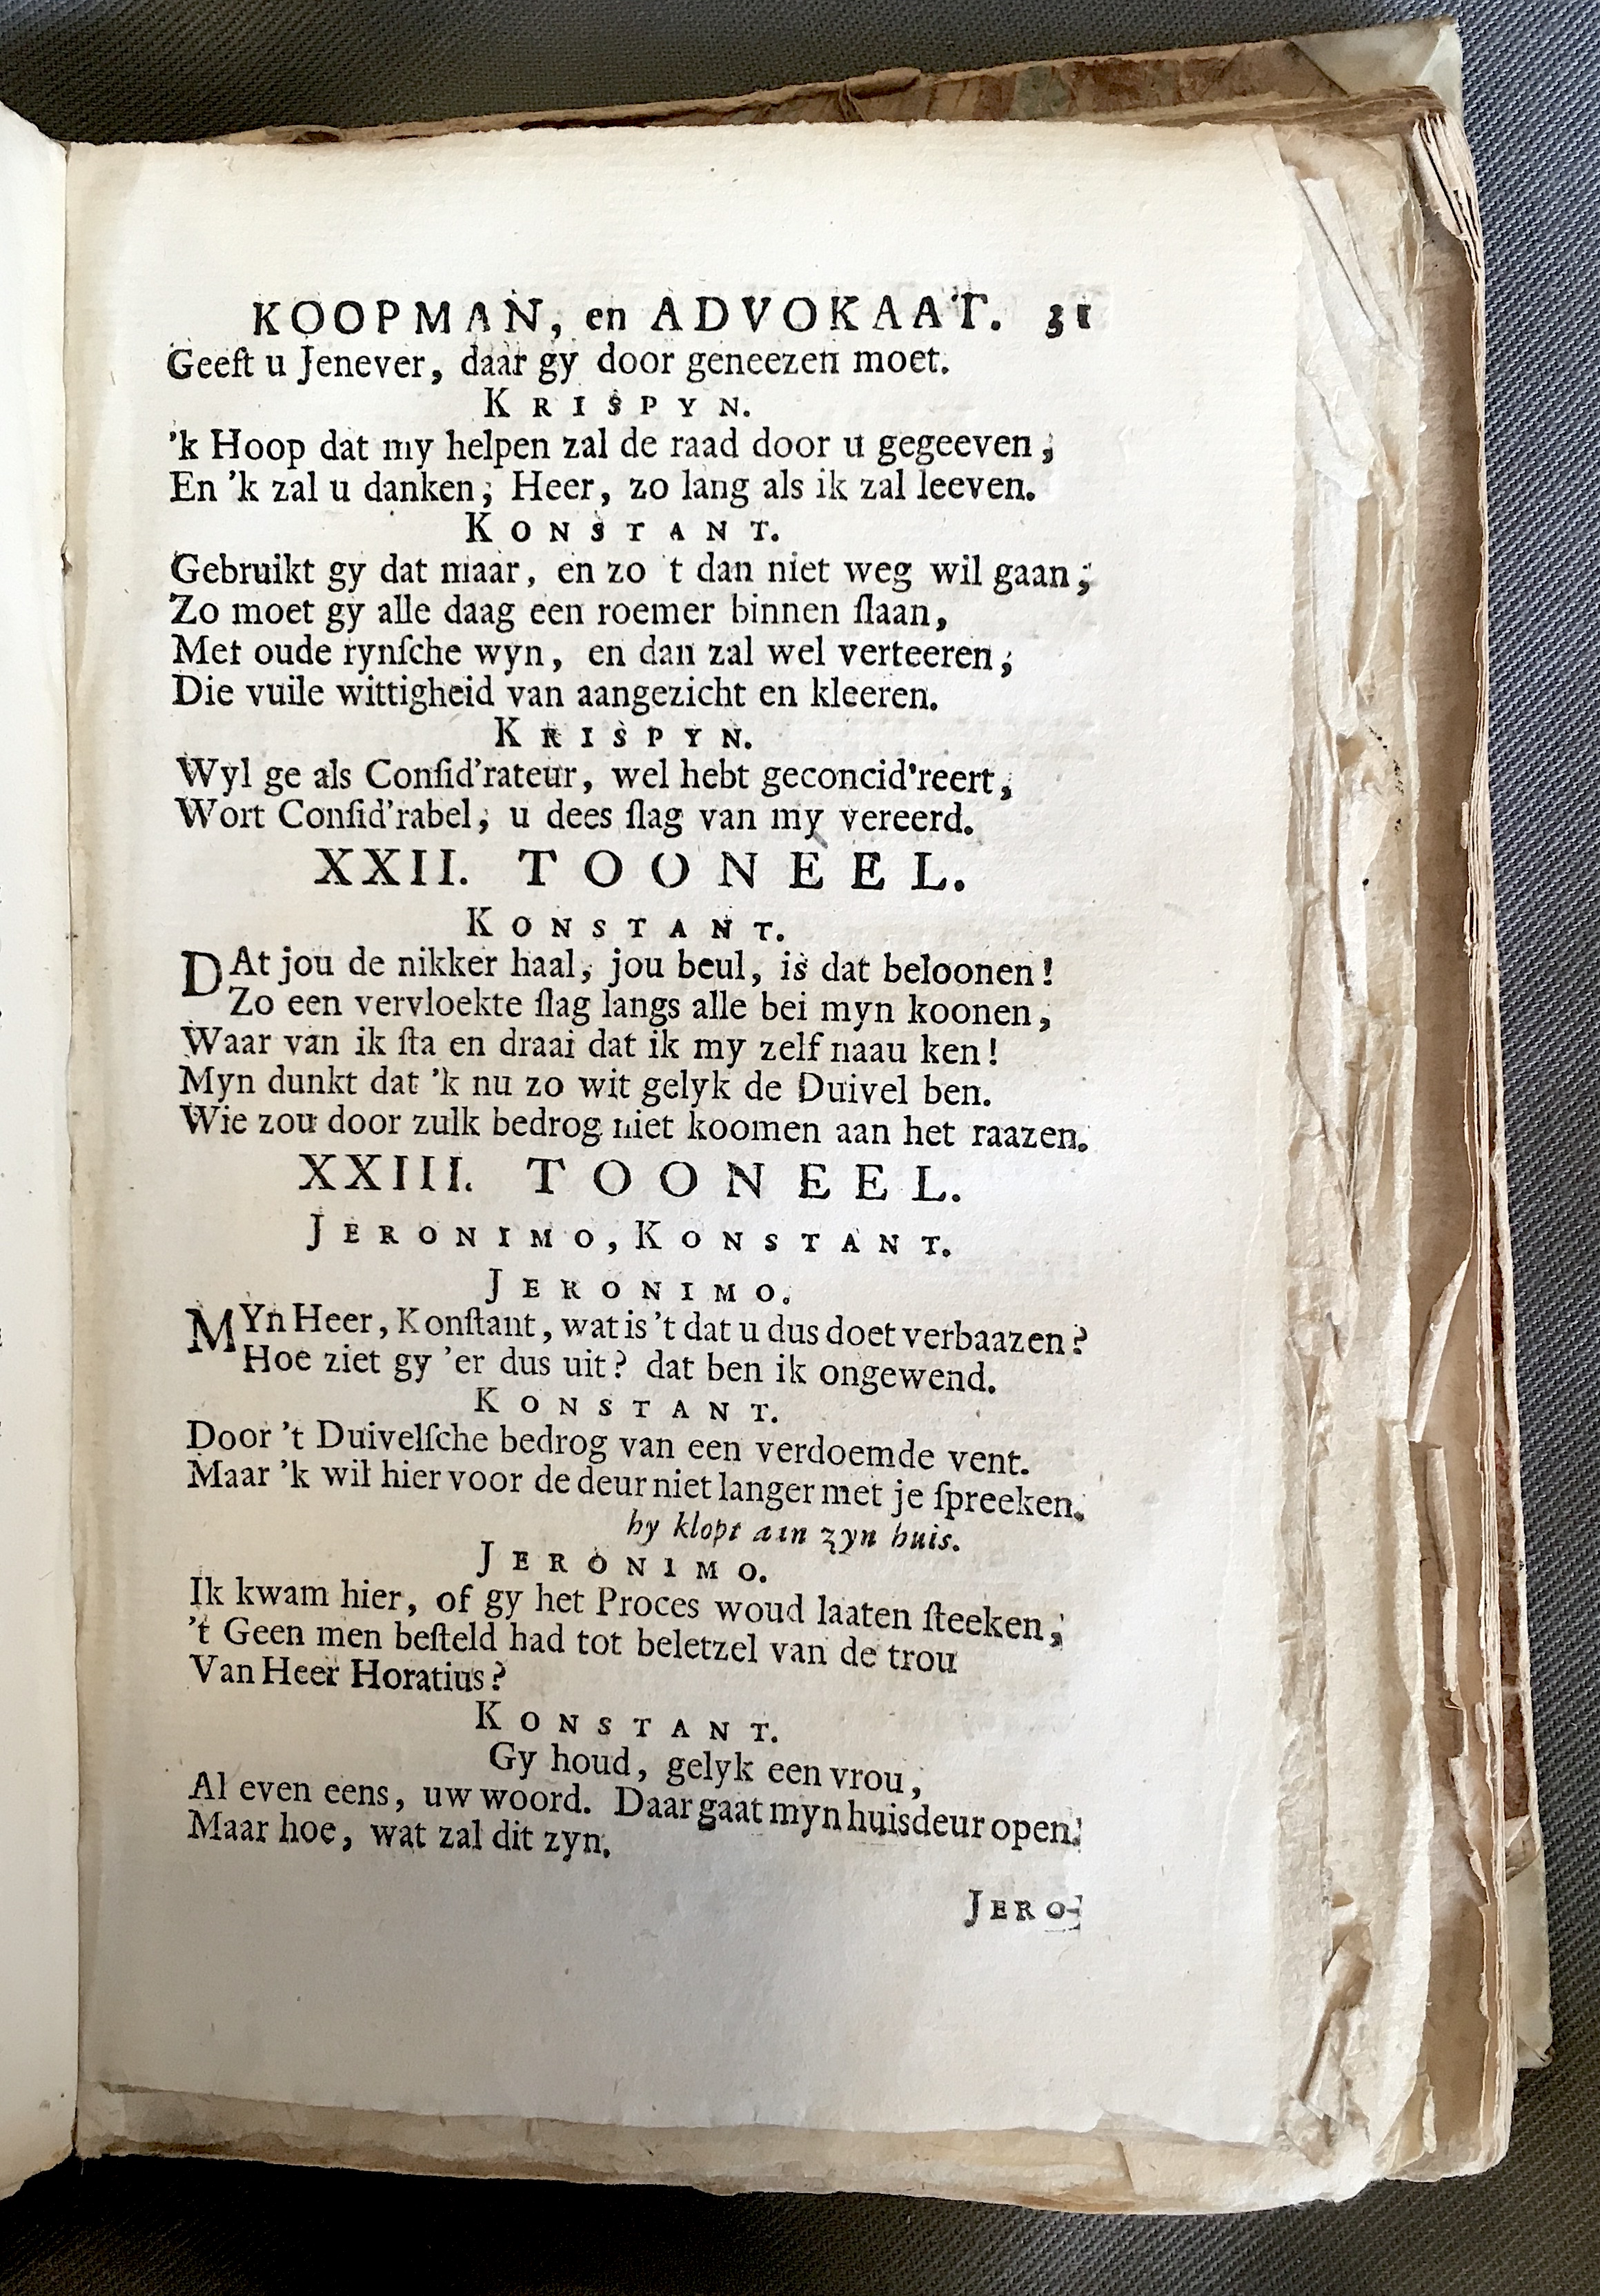 KOOPMAN, en ADVOKAAT. 31
Geeſt u Jenever, daar gy door geneezen moet.
KRISPYN.
'k Hoop dat my helpen zal de raad door u gegeeven;
En 'k zal u danken; Heer, zo lang als ik zal leeven.
KONSTANT.
Gebruikt gy dat maar, en zo 't dan niet weg wil gaan;
Zo moet gy alle daag een roemer binnen ſlaan,
Met oude rynſche wyn, en dan zal wel verteeren;
Die vuile wittigheid van aangezicht en kleeren.
KRISPYN.
Wyl ge als Conſid'rateur, wel hebt geconcid'reert;
Wort Conſid'rabel; u dees ſlag van my vereerd.
XXII. TOONEEL.
KONSTANT.
DAt jou de nikker haal, jou beul, is dat beloonen!
Zo een vervloekte ſlag langs alle bei myn koonen,
Waar van ik ſta en draai dat ik my zelf naau ken!
Myn dunkt dat 'k nu zo wit gelyk de Duivel ben.
Wie zou door zulk bedrog niet koomen aan het raazen.
XXIII. TOONEEL.
JERONIMO, KONSTANT.
JERONIMO.
MYn Heer, Konſtant, wat is 't dat u dus doet verbaazen?
Hoe ziet gy 'er dus uit? dat ben ik ongewend.
KONSTANT.
Door 't Duivelſche bedrog van een verdoemde vent.
Maar 'k wil hier voor de deur niet langer met je ſpreeken.
hy klopt aan zyn huis.
JERONIMO.
Ik kwam hier, of gy het Proces woud laaten ſteeken;
't Geen men beſteld had tot beletzel van de trou
Van Heer Horatius?
KONSTANT.
Gy houd, gelyk een vrou,
Al even eens, uw woord. Daar gaat myn huisdeur open.
Maar hoe, wat zal dit zyn.
JERO-